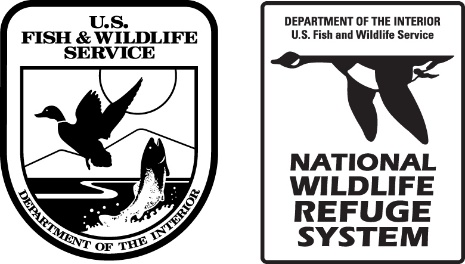 U.S.
FISH & WILDLIFE
SERVICE
DEPARTMENT OF THE INTERIOR
DEPARTMENT OF THE INTERIOR
U.S. Fish and Wildlife Service
NATIONAL
WILDLIFE
REFUGE
SYSTEM